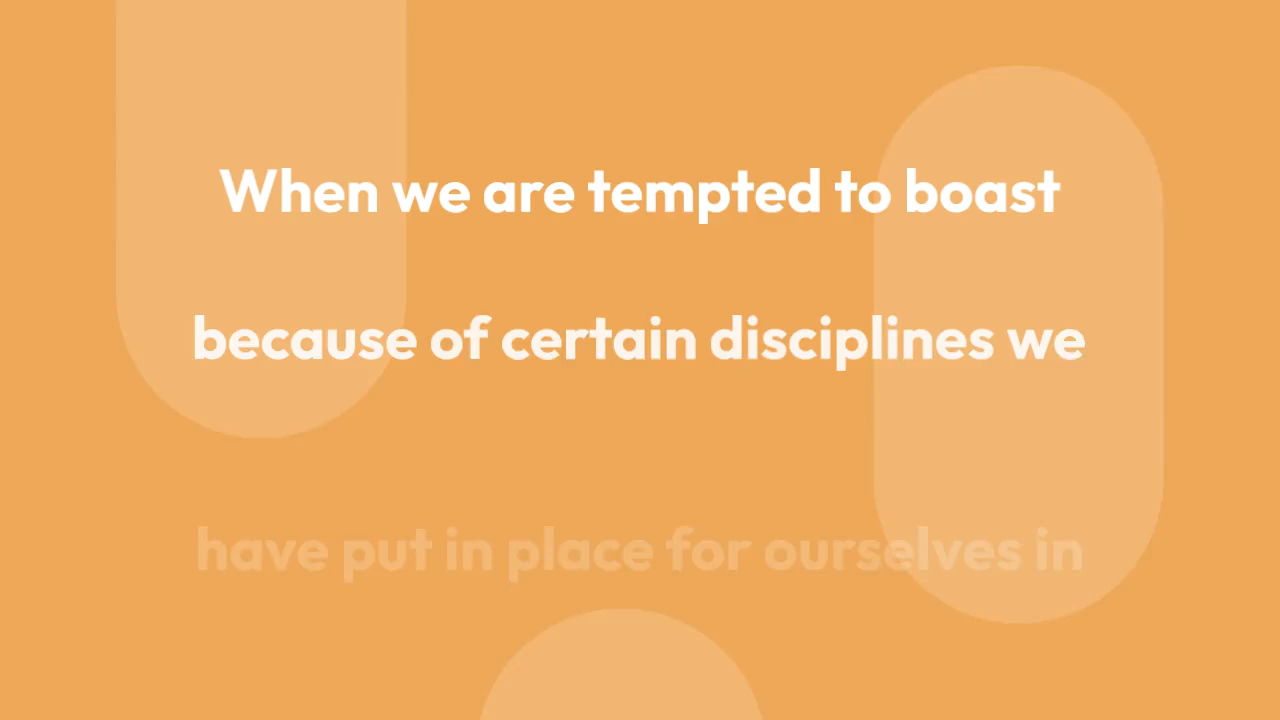 When we are tempted to boast
because of certain disciplines we
have put in place for ourselves in